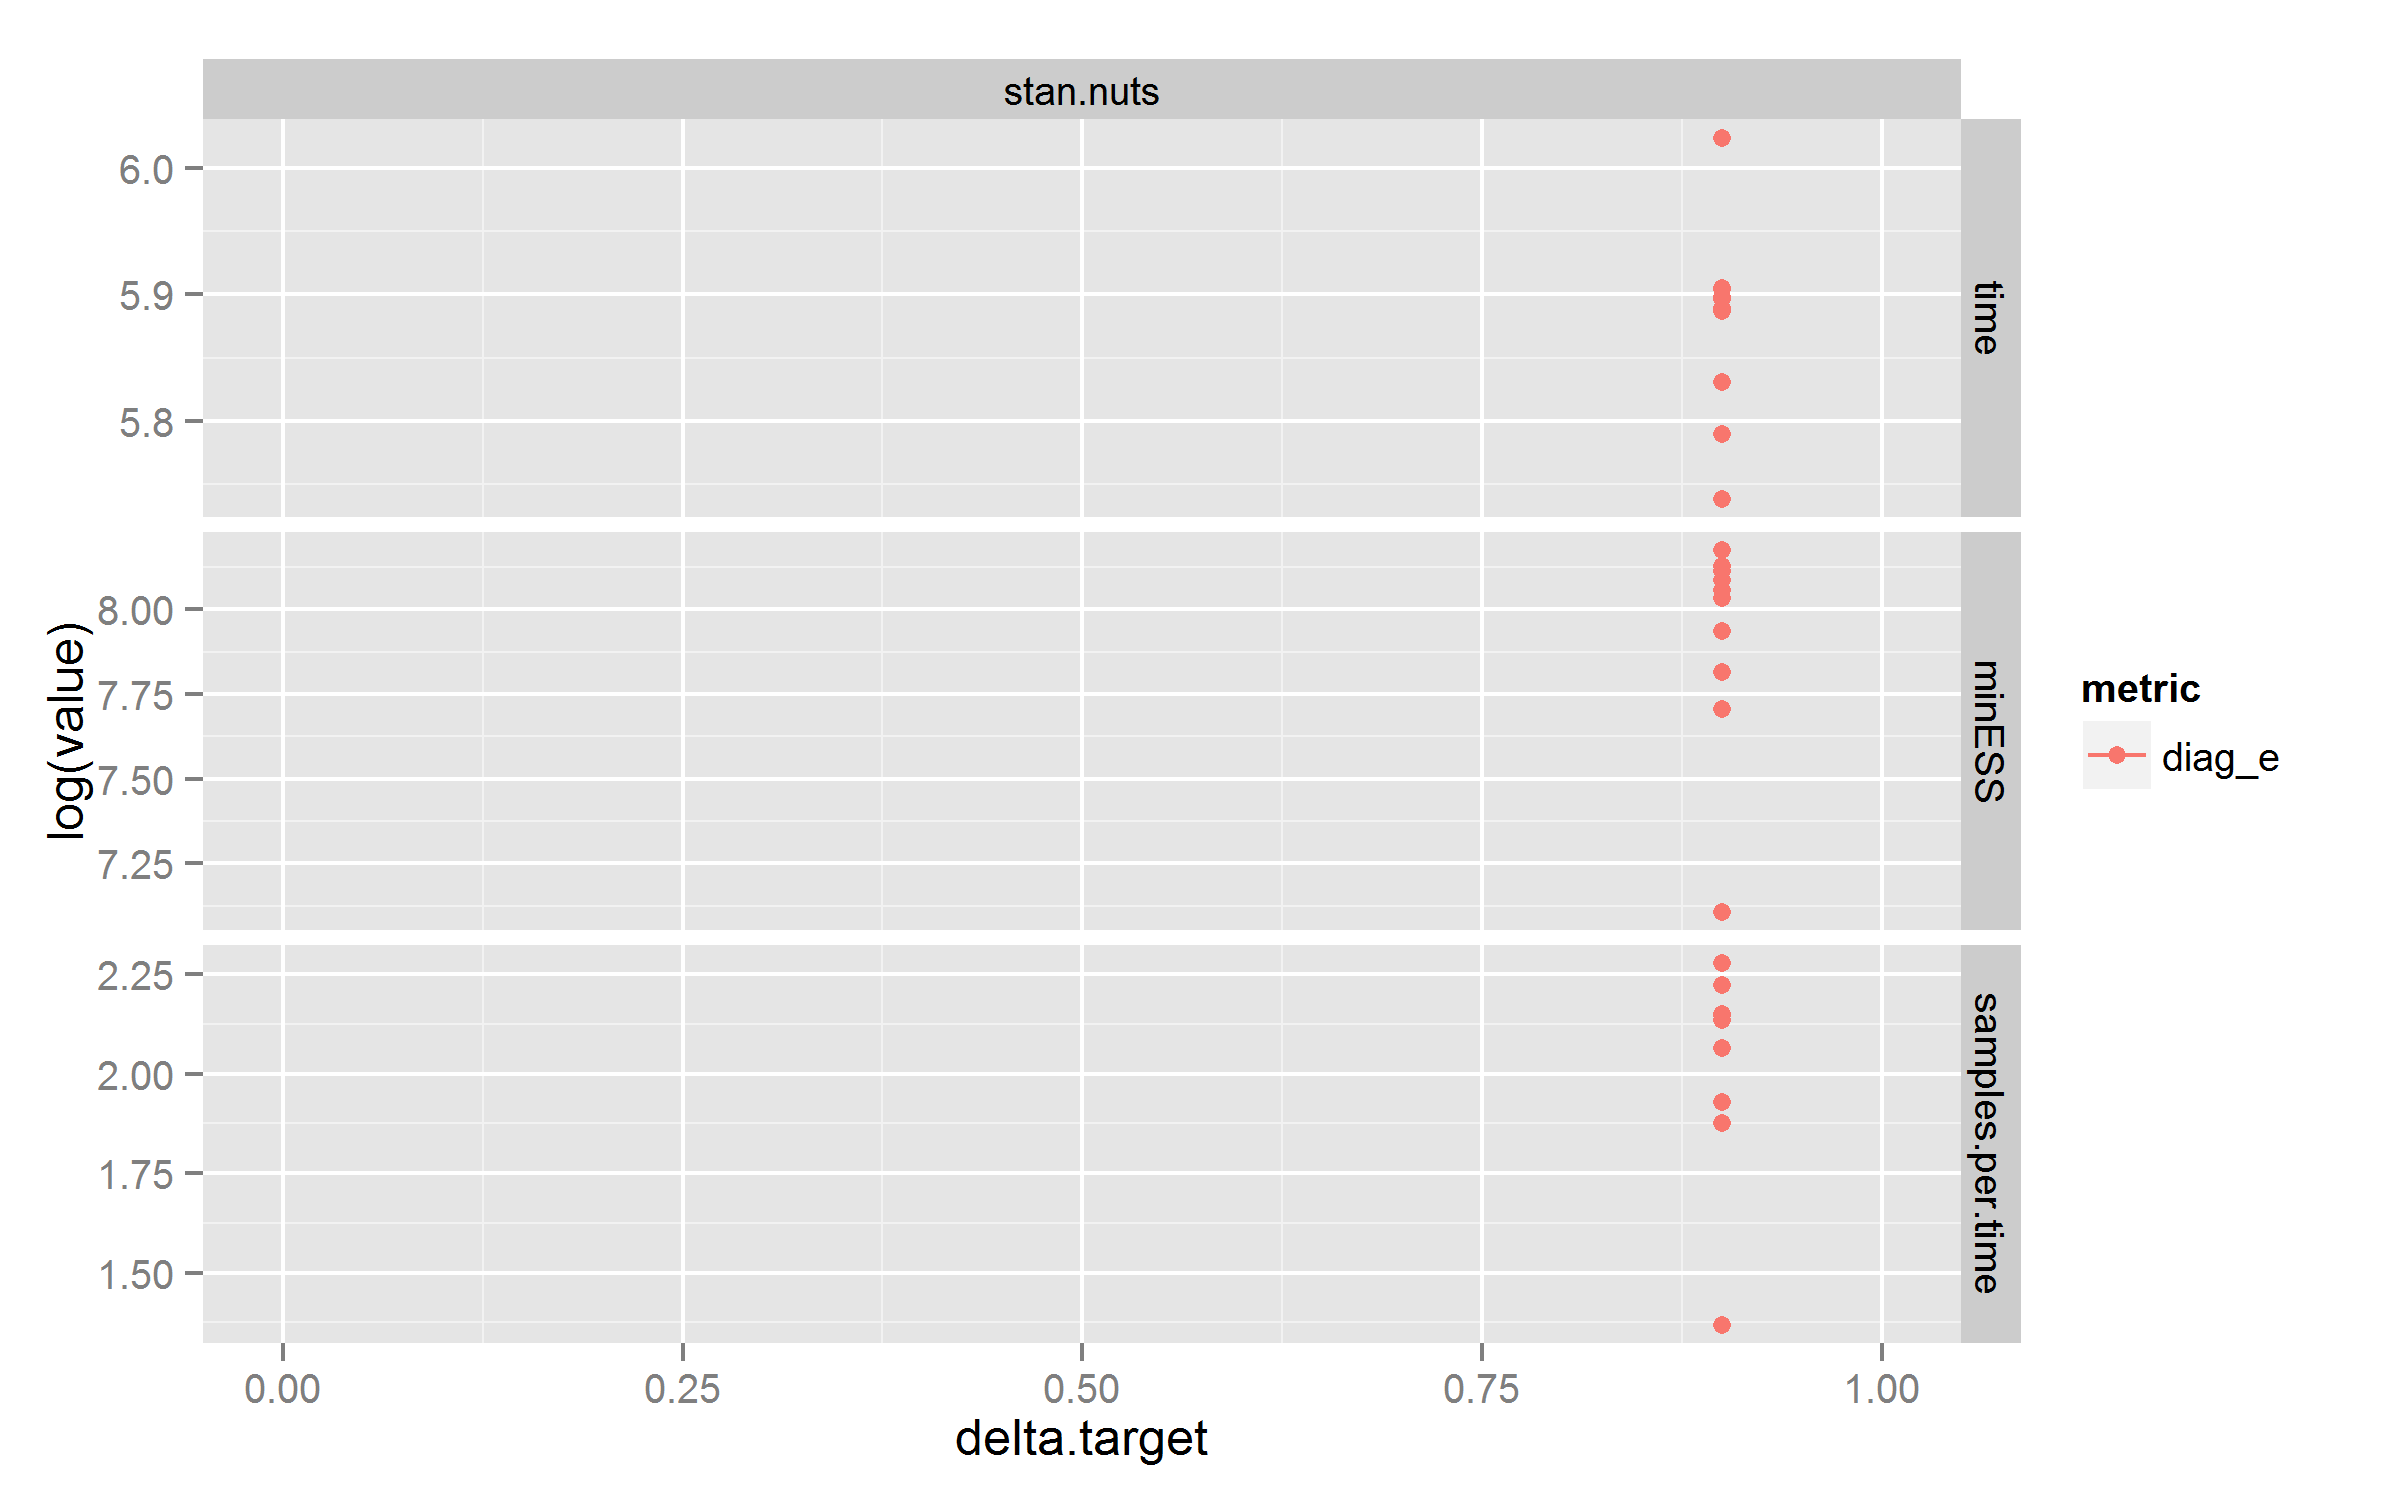 stan.nuts
6.0
5.9
5.8
time
log(value)
8.00
7.75
7.50
7.25
minESS
2.25
2.00
1.75
1.50
samples.per.time
0.00 0.25 0.50 0.75 1.00
delta.target
metric
diag_e